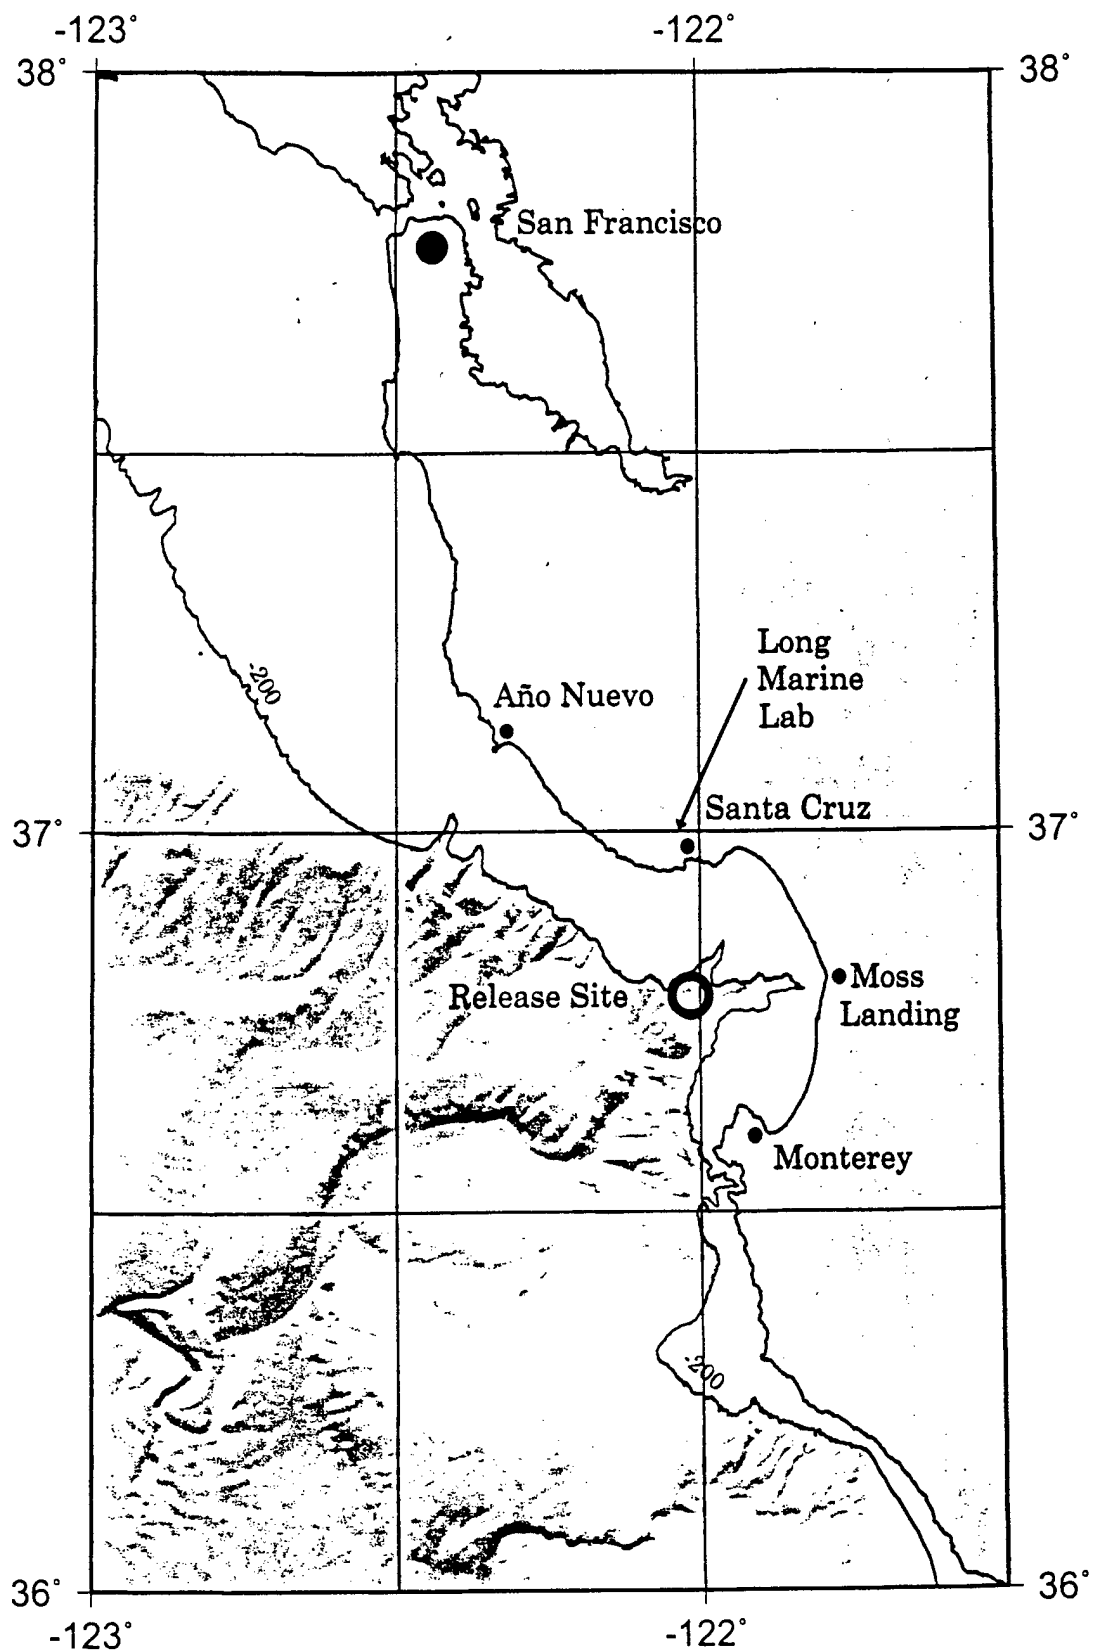 -123° -122°
38° 38°
San Francisco
Long
Marine
Lab
-200
Año Nuevo
Santa Cruz
37° 37°
Moss
Landing
Release Site
Monterey
-200
36° 36°
-123° -122°